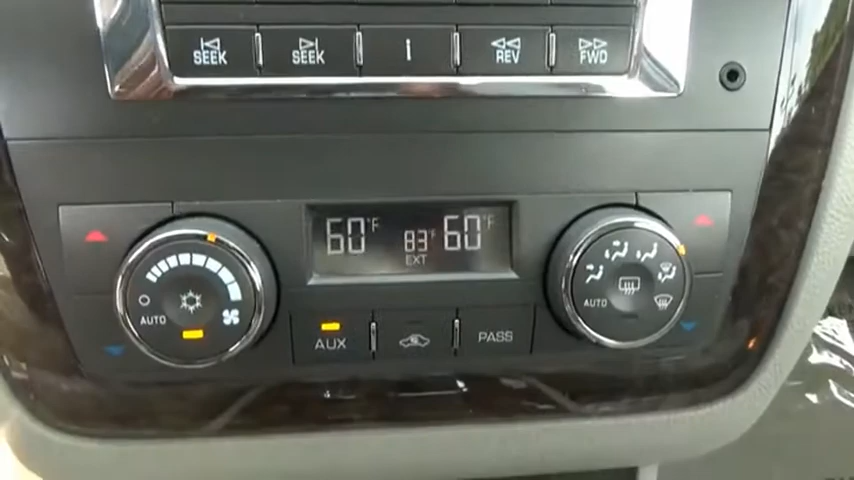 SEEK SEEK i REV FWD
60°F 83°F 60°F
EXT
AUTO AUTO
AUX PASS